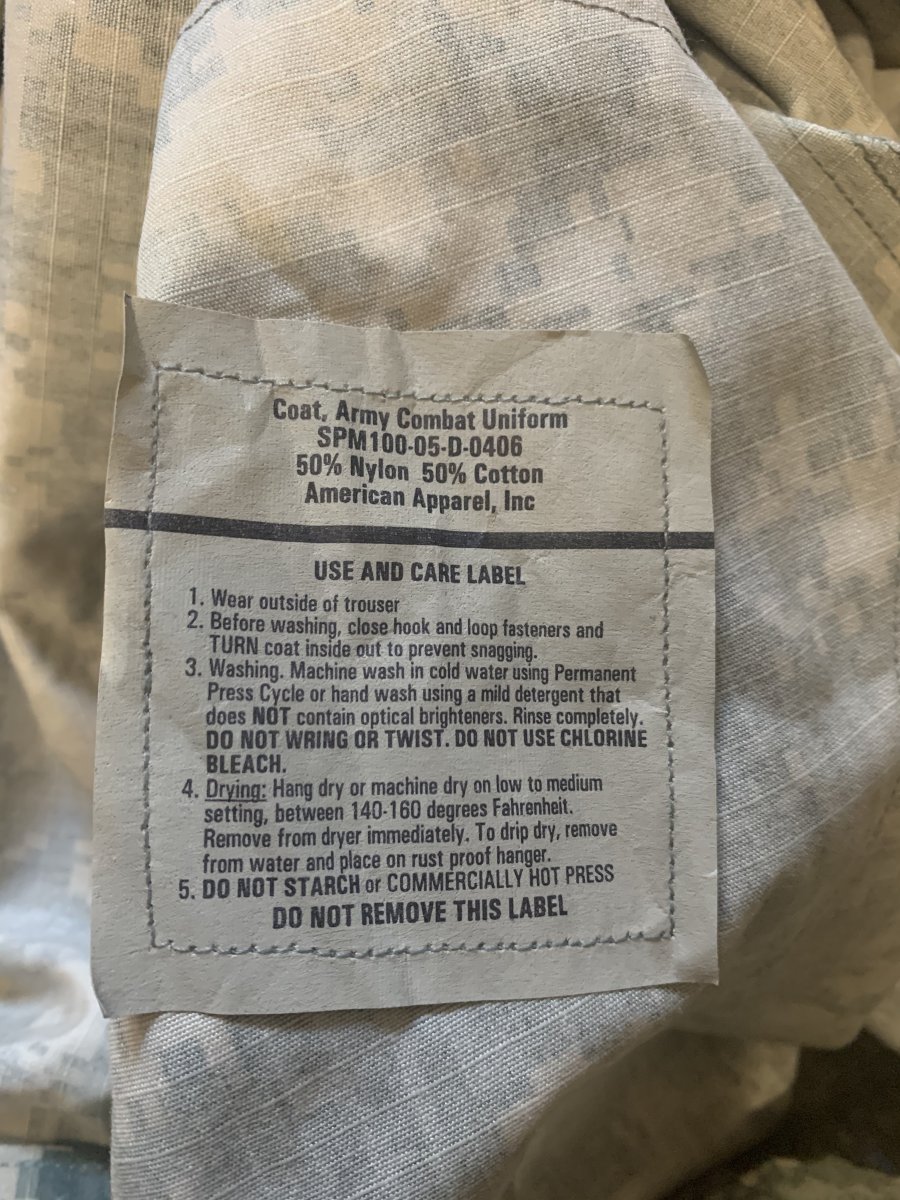 Coat, Army Combat Uniform
SPM100-05-D-0406
50% Nylon 50% Cotton
American Apparel, Inc
USE AND CARE LABEL
1. Wear outside of trouser
2. Before washing, close hook and loop fasteners and
TURN coat inside out to prevent snagging.
3. Washing. Machine wash in cold water using Permanent
Press Cycle or hand wash using a mild detergent that
does NOT contain optical brighteners. Rinse completely.
DO NOT WRING OR TWIST. DO NOT USE CHLORINE
BLEACH.
4. Drying: Hang dry or machine dry on low to medium
setting, between 140-160 degrees Fahrenheit.
Remove from dryer immediately. To drip dry, remove
from water and place on rust proof hanger.
5. DO NOT STARCH or COMMERCIALLY HOT PRESS
DO NOT REMOVE THIS LABEL